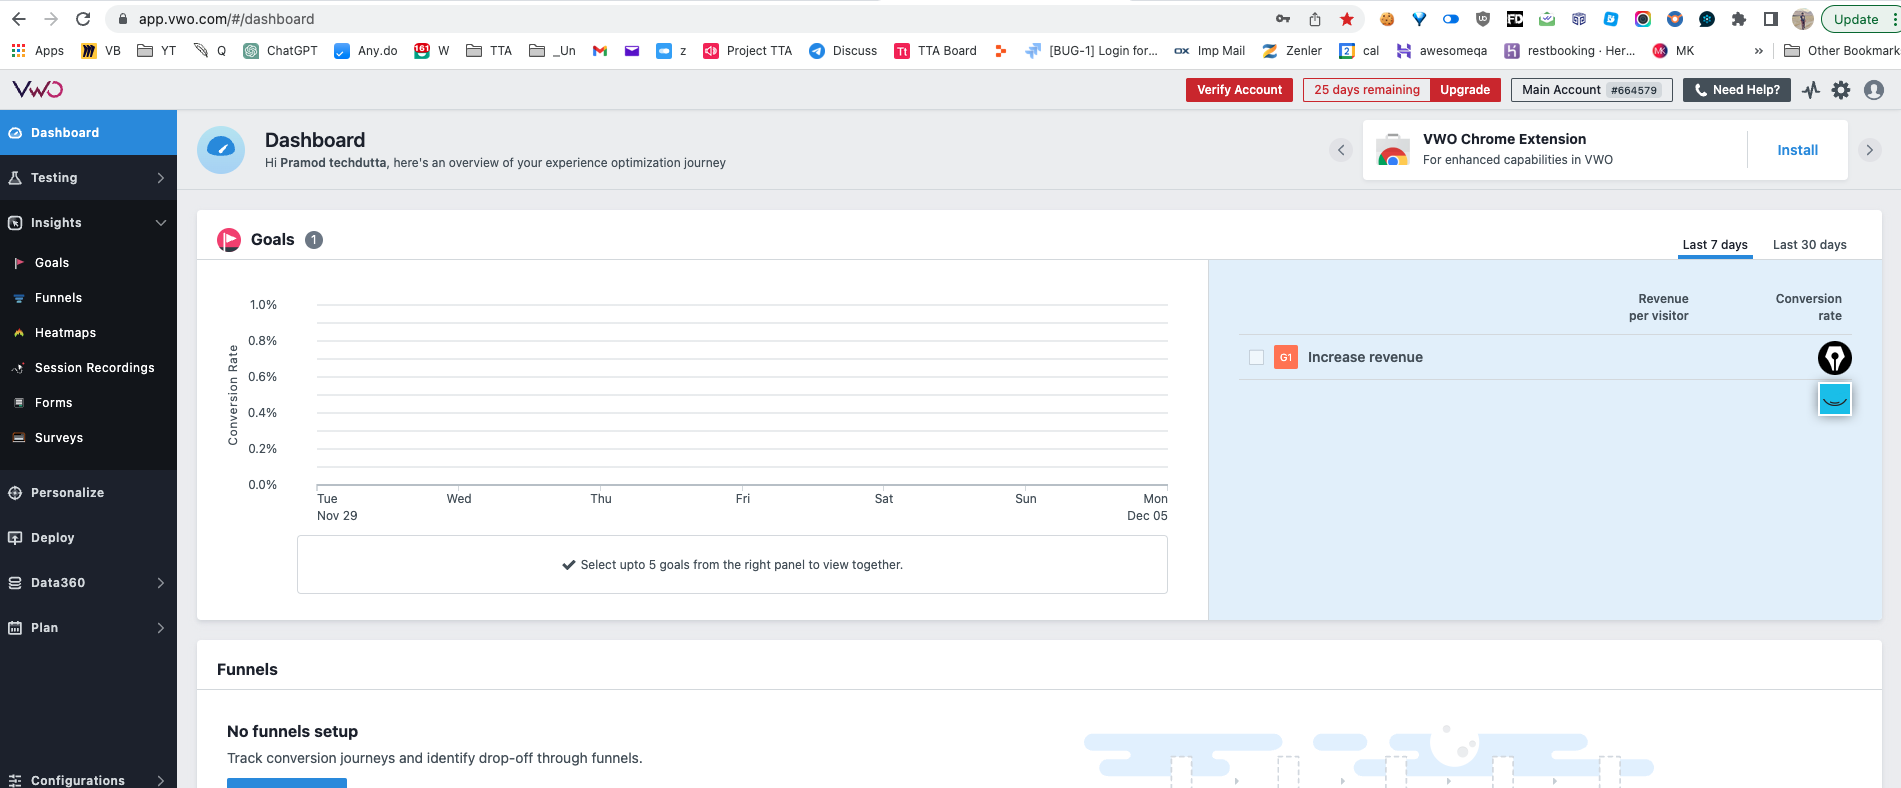 app.vwo.com/#/dashboard
Update
Apps VB YT Q ChatGPT Any.do 161 W TTA _Un z Project TTA Discuss Tt TTA Board [BUG-1] Login for... OX Imp Mail Zenler 2 cal awesomeqa restbooking · Her... MK MK » Other Bookmark
VWO
Verify Account 25 days remaining Upgrade Main Account #664579 Need Help?
Dashboard
Testing
Insights
Goals
Funnels
Heatmaps
Session Recordings
Forms
Surveys
Personalize
Deploy
Data360
Plan
Configurations
Dashboard
Hi Pramod techdutta, here's an overview of your experience optimization journey
VWO Chrome Extension
For enhanced capabilities in VWO
Install
Goals 1
Last 7 days Last 30 days
Conversion Rate
1.0%
0.8%
0.6%
0.4%
0.2%
0.0%
Tue Wed Thu Fri Sat Sun Mon
Nov 29 Dec 05
Select upto 5 goals from the right panel to view together.
Revenue Conversion
per visitor rate
G1 Increase revenue
Funnels
No funnels setup
Track conversion journeys and identify drop-off through funnels.